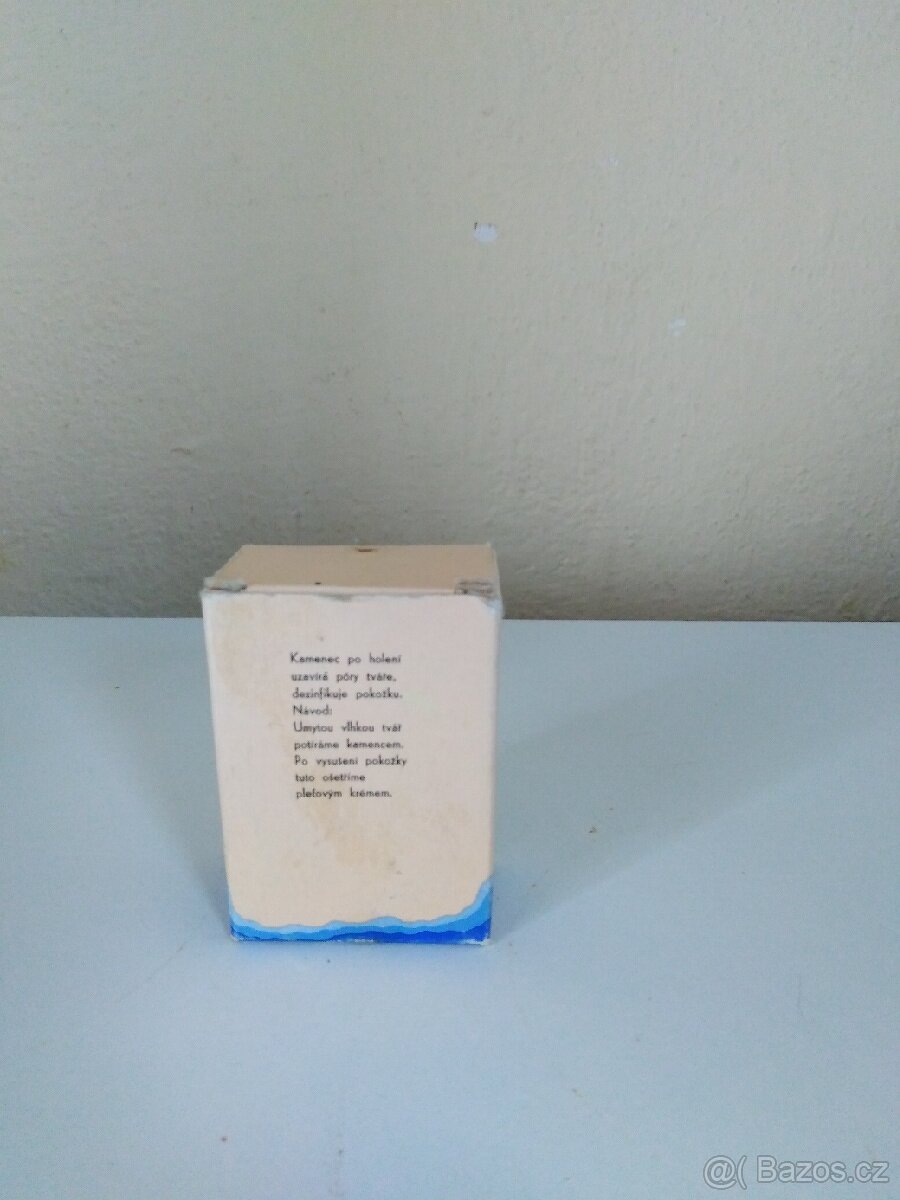 Kamenec po holení
uzavírá póry tváře,
dezinfikuje pokožku.
Návod:
Umytou vlhkou tvář
potíráme kamencem.
Po vysušení pokožky
tuto ošetříme
pleťovým krémem.
@( Bazos.cz